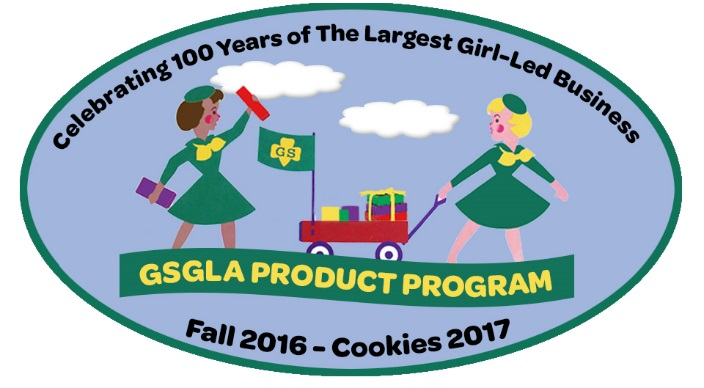 Celebrating 100 Years of The Largest Girl-Led Business
GS
GSGLA PRODUCT PROGRAM
Fall 2016 - Cookies 2017